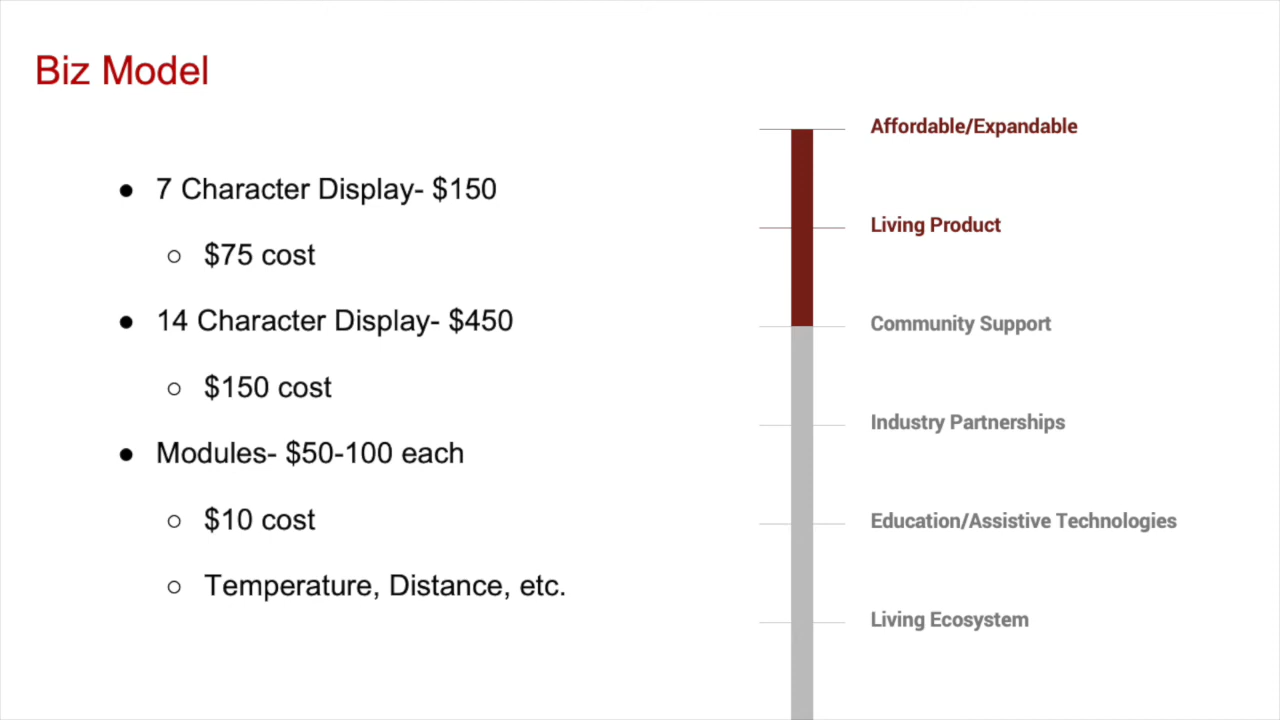 Biz Model
● 7 Character Display- $150
○ $75 cost
● 14 Character Display- $450
○ $150 cost
● Modules- $50-100 each
○ $10 cost
○ Temperature, Distance, etc.
Affordable/Expandable
Living Product
Community Support
Industry Partnerships
Education/Assistive Technologies
Living Ecosystem